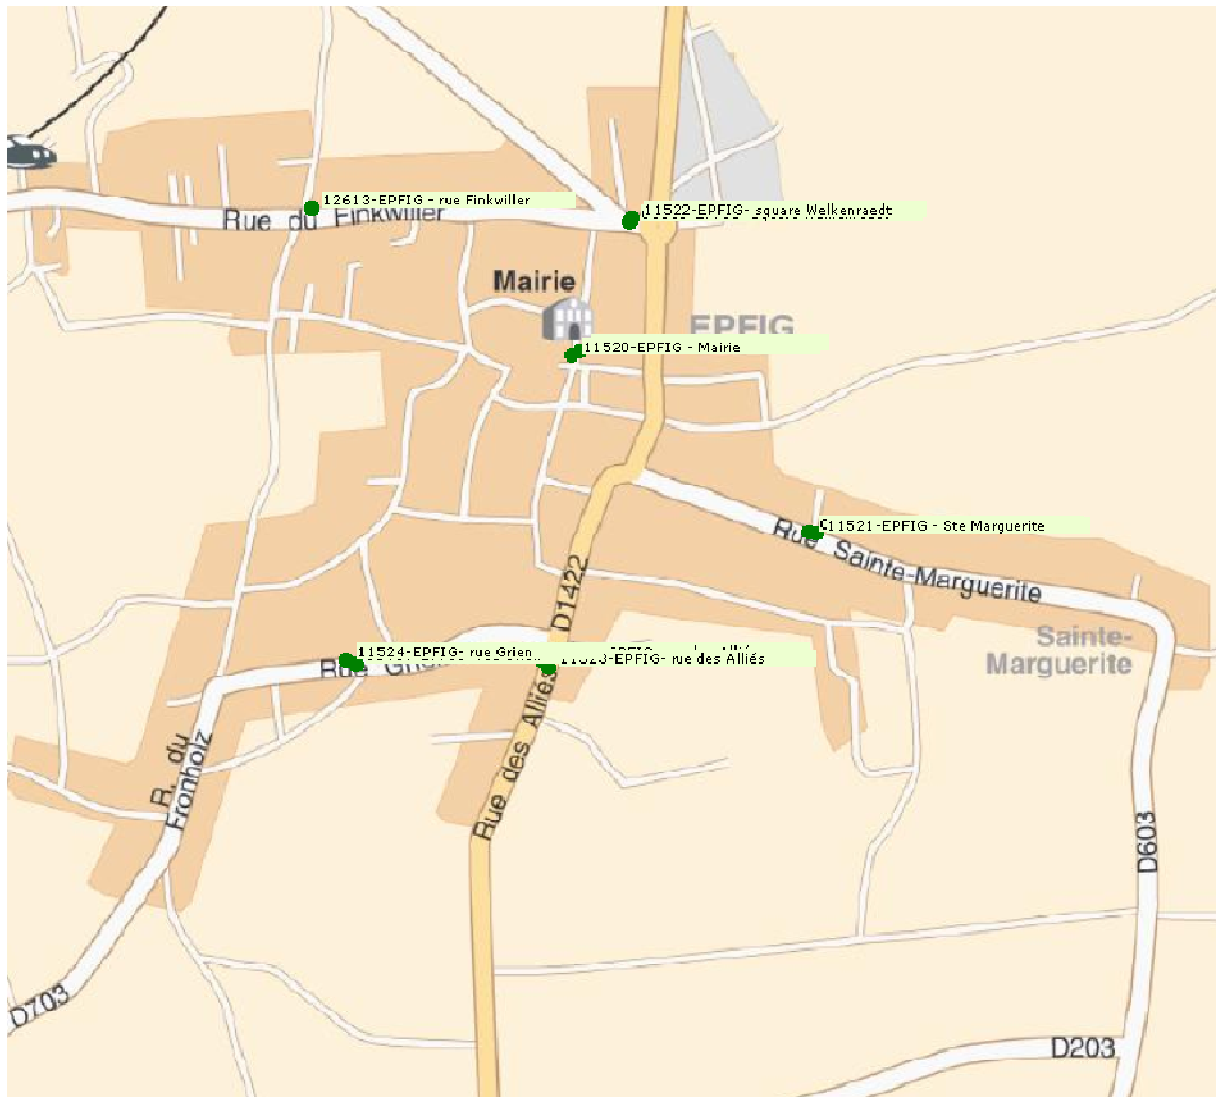 12613-EPFIG - rue Finkwiller
11522-EPFIG- square Welkenraedt
Rue du Finkwiller
Mairie
EPFIG
11520-EPFIG - Mairie
11521-EPFIG - Ste Marguerite
Rue Sainte-Marguerite
D1422
Sainte-
Marguerite
11524-EPFIG- rue Grien
-EPFIG- rue des Alliés
Rue
Rue des Alliés
R. du
Fronholz
D603
D703
D203